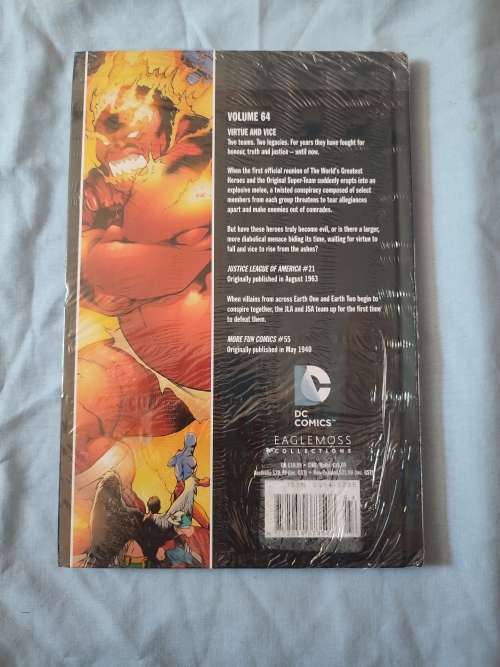 VOLUME 64
VIRTUE AND VICE
Two teams. Two legacies. For years they have fought for
honour, truth and justice – until now.
When the first official reunion of The World's Greatest
Heroes and the Original Super-Team suddenly erupts into an
explosive melee, a twisted conspiracy composed of select
members from each group threatens to tear allegiances
apart and make enemies out of comrades.
But have these heroes truly become evil, or is there a larger,
more diabolical menace biding its time, waiting for virtue to
fall and vice to rise from the ashes?
JUSTICE LEAGUE OF AMERICA #21
Originally published in August 1963
When villains from across Earth One and Earth Two begin to
conspire together, the JLA and JSA team up for the first time
to defeat them.
MORE FUN COMICS #55
Originally published in May 1940
DC
COMICS™
EAGLEMOSS
COLLECTIONS
ISSN